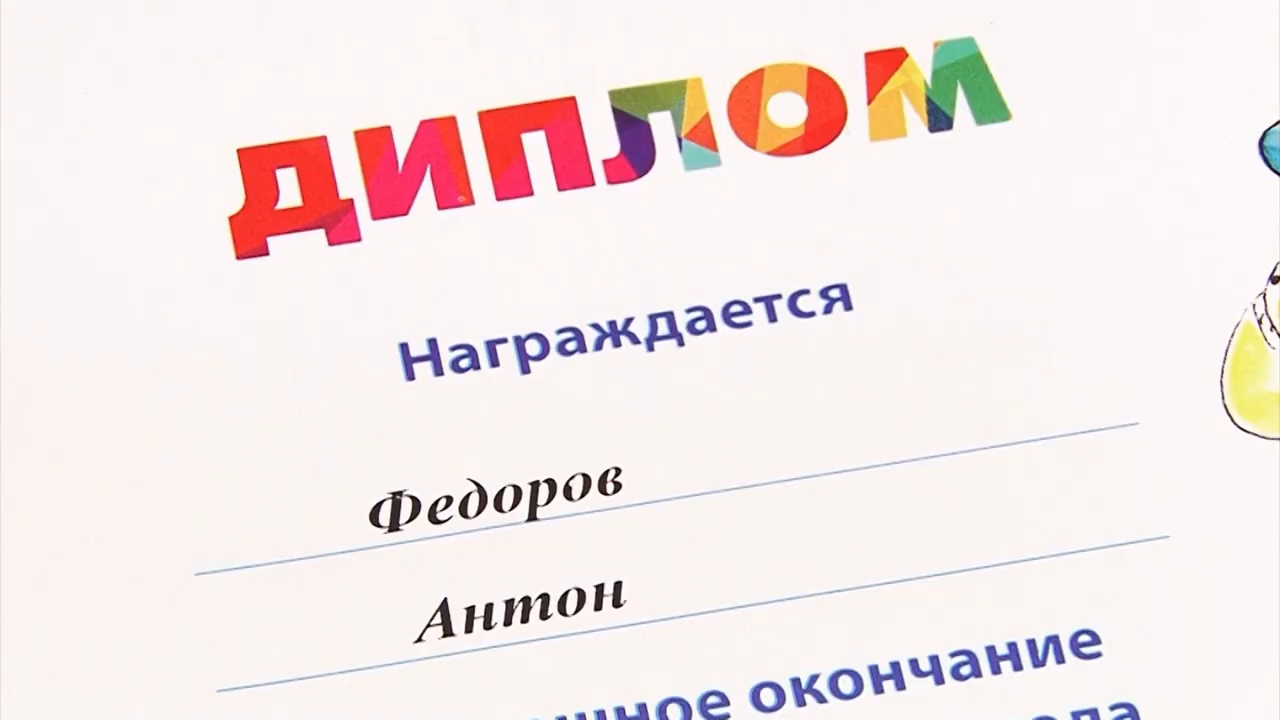 ДИПЛОМ
Награждается
Федоров
Антон
окончание